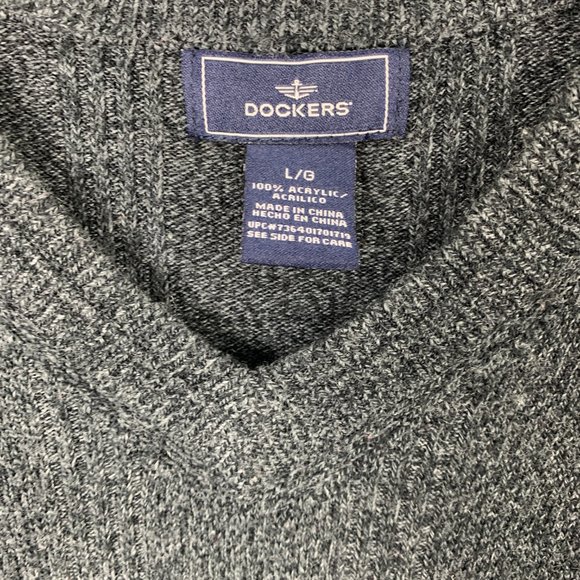 DOCKERS®
L/G
100% ACRYLIC/
ACRILICO
MADE IN CHINA
HECHO EN CHINA
UPC#736401701719
SEE SIDE FOR CARE